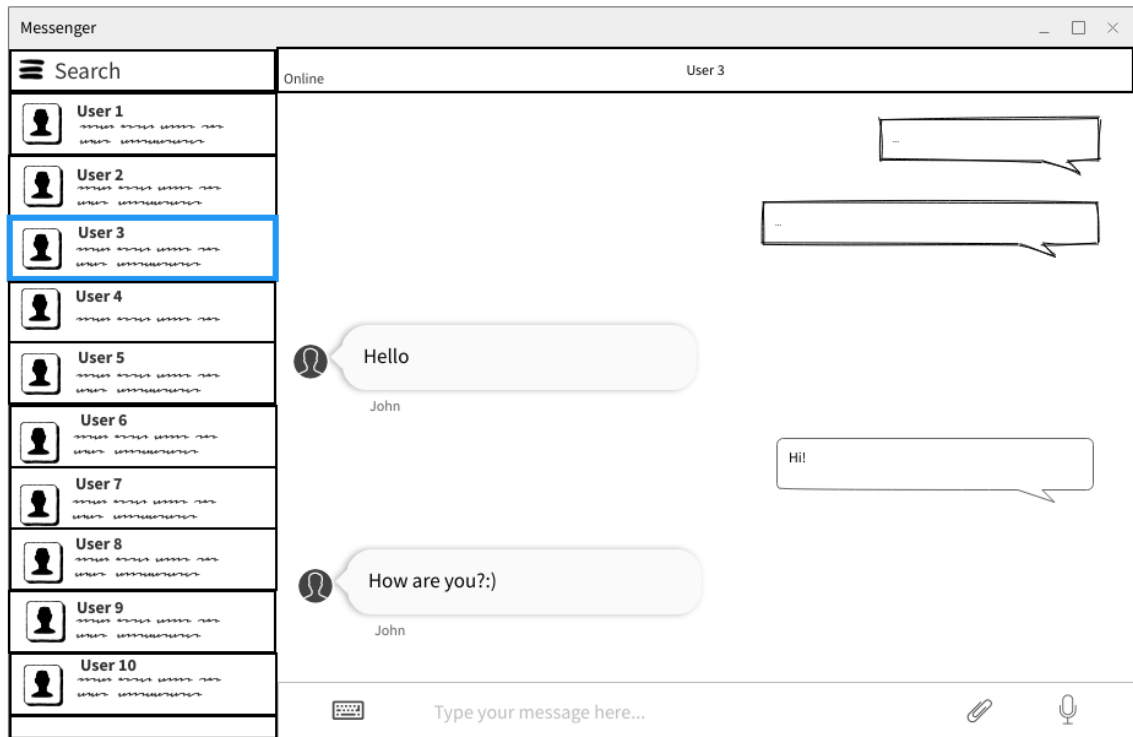 Messenger
Search
Online
User 3
User 1
User 2
User 3
User 4
User 5
User 6
User 7
User 8
User 9
User 10
...
...
Hello
John
Hi!
How are you?:)
John
Type your message here...